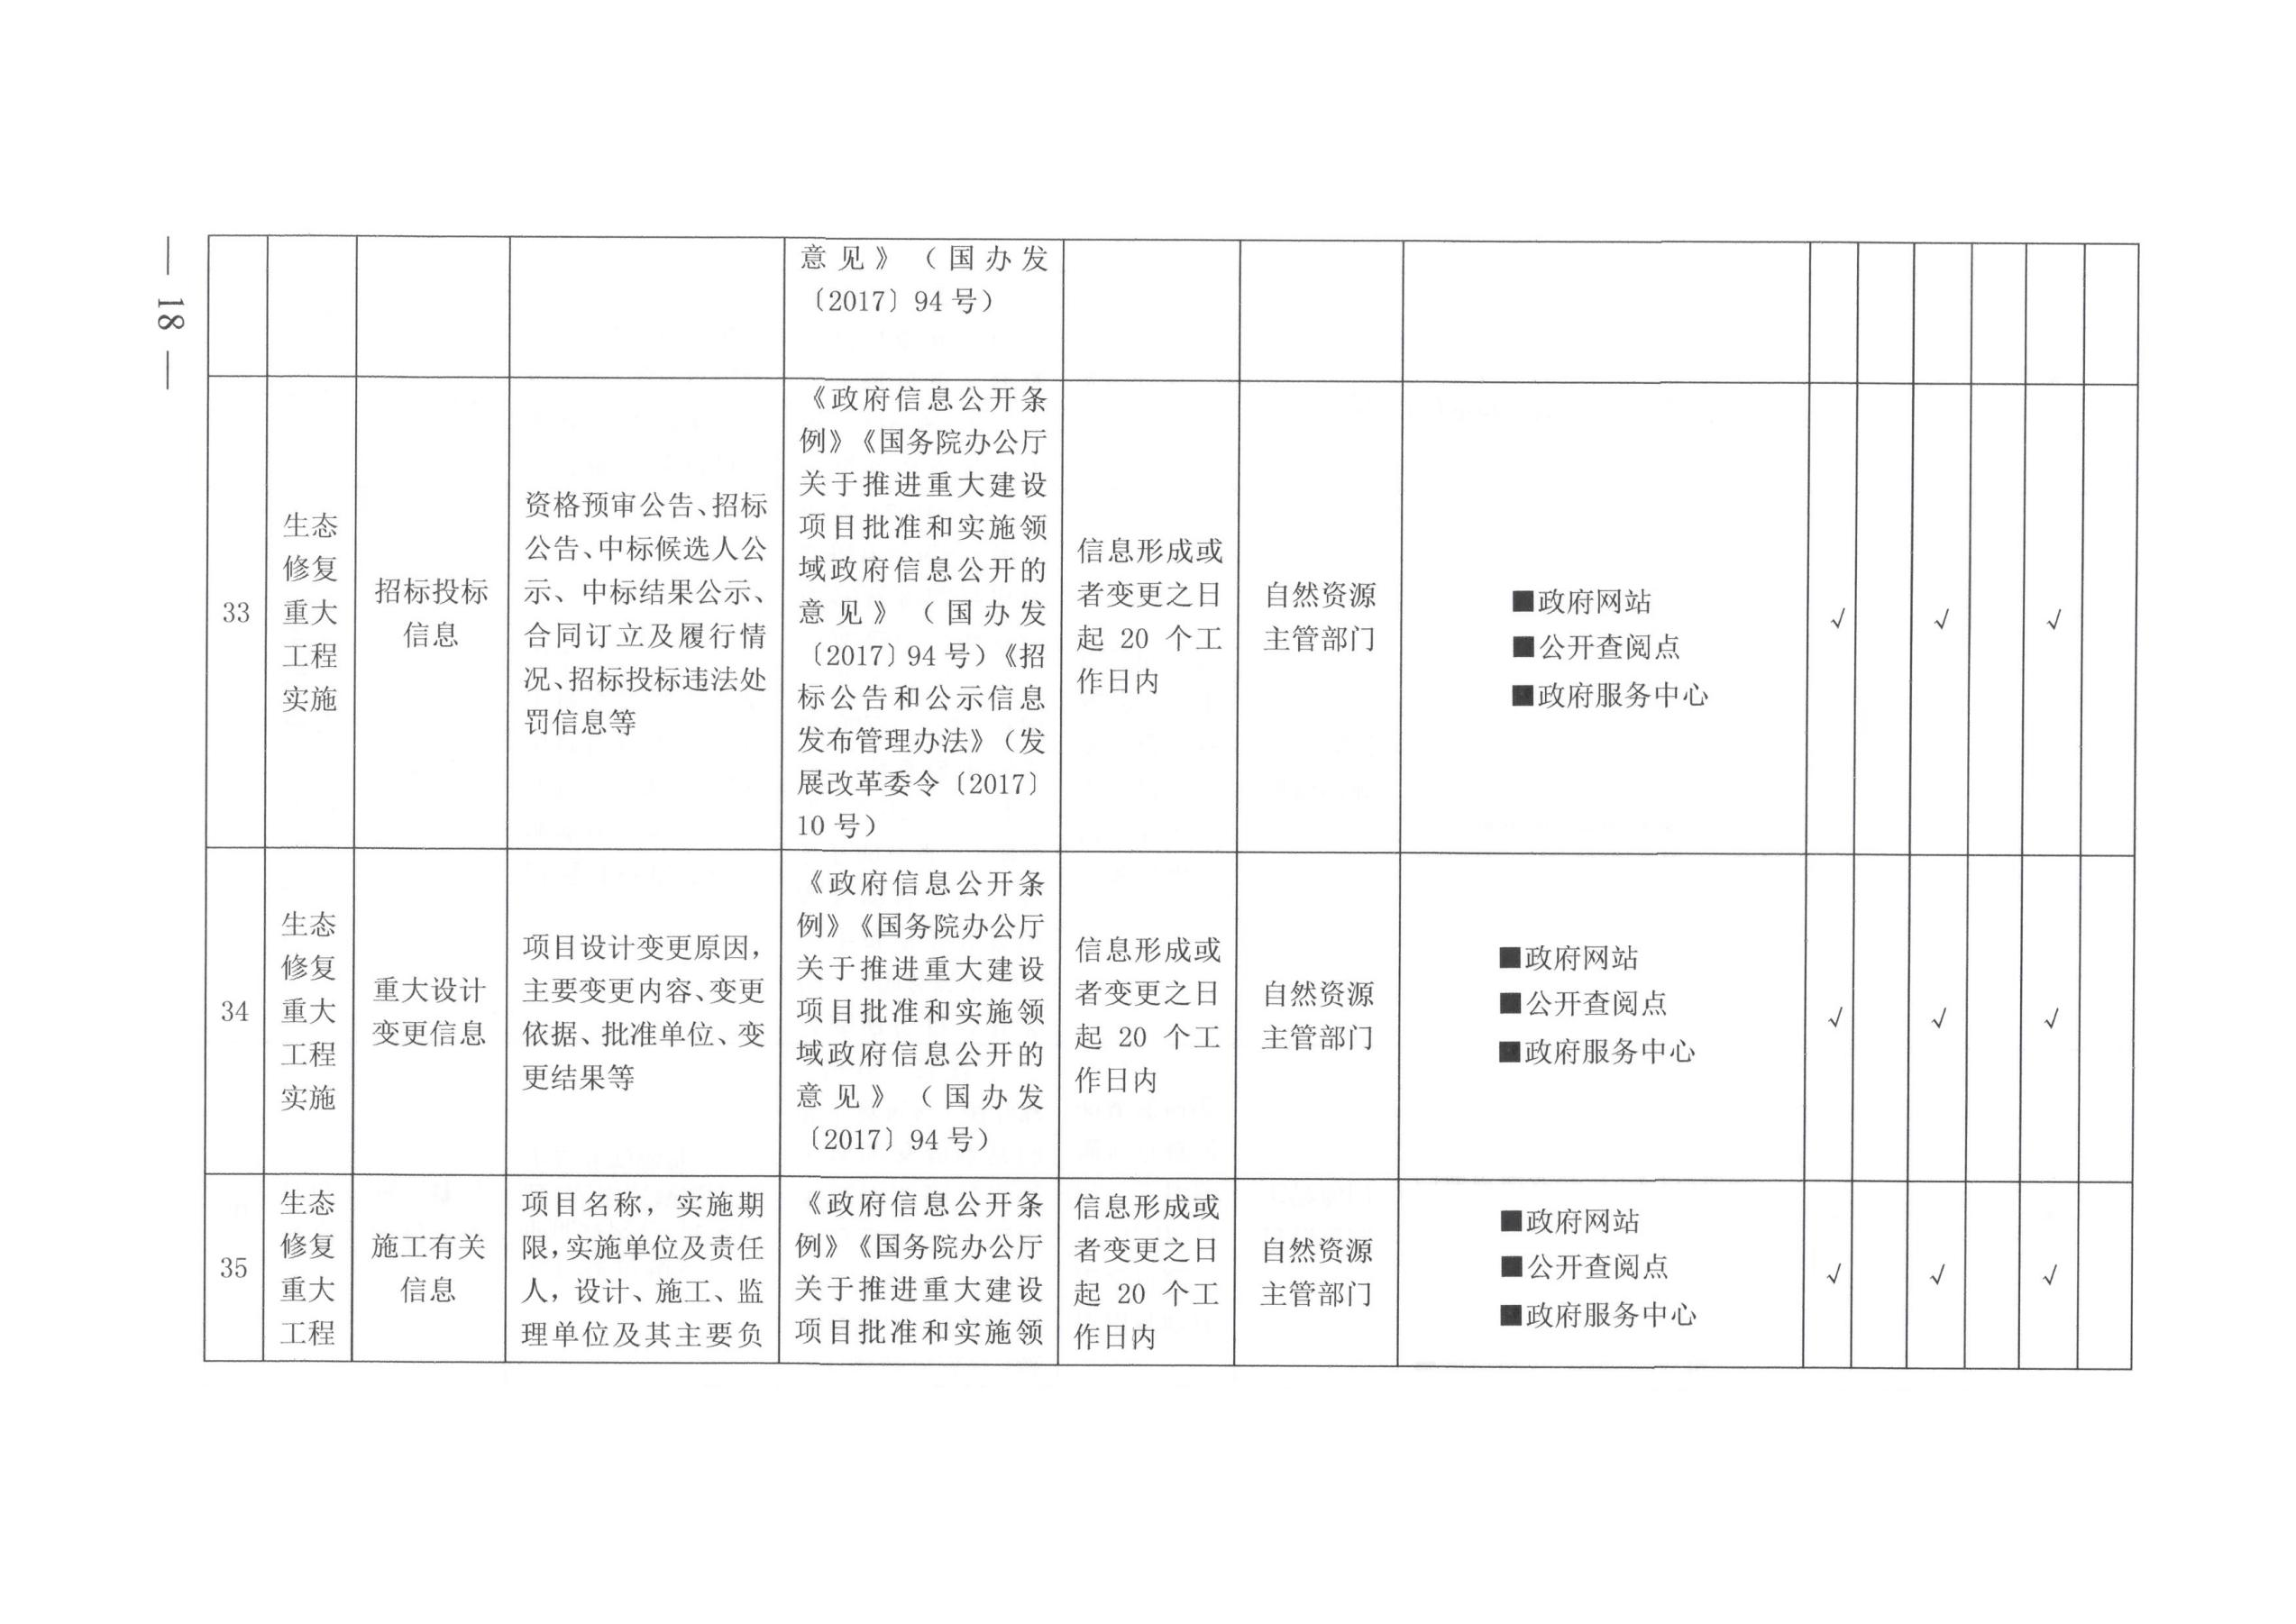 — 18 —
意见》（国办发
〔2017〕94 号）
33
生态
修复
重大
工程
实施
招标投标
信息
资格预审公告、招标
公告、中标候选人公
示、中标结果公示、
合同订立及履行情
况、招标投标违法处
罚信息等
《政府信息公开条
例》《国务院办公厅
关于推进重大建设
项目批准和实施领
域政府信息公开的
意见》（国办发
〔2017〕94 号）《招
标公告和公示信息
发布管理办法》（发
展改革委令〔2017〕
10 号）
信息形成或
者变更之日
起 20 个工
作日内
自然资源
主管部门
■政府网站
■公开查阅点
■政府服务中心
√
√
√
34
生态
修复
重大
工程
实施
重大设计
变更信息
项目设计变更原因，
主要变更内容、变更
依据、批准单位、变
更结果等
《政府信息公开条
例》《国务院办公厅
关于推进重大建设
项目批准和实施领
域政府信息公开的
意见》（国办发
〔2017〕94 号）
信息形成或
者变更之日
起 20 个工
作日内
自然资源
主管部门
■政府网站
■公开查阅点
■政府服务中心
√
√
√
35
生态
修复
重大
工程
施工有关
信息
项目名称，实施期
限，实施单位及责任
人，设计、施工、监
理单位及其主要负
《政府信息公开条
例》《国务院办公厅
关于推进重大建设
项目批准和实施领
信息形成或
者变更之日
起 20 个工
作日内
自然资源
主管部门
■政府网站
■公开查阅点
■政府服务中心
√
√
√